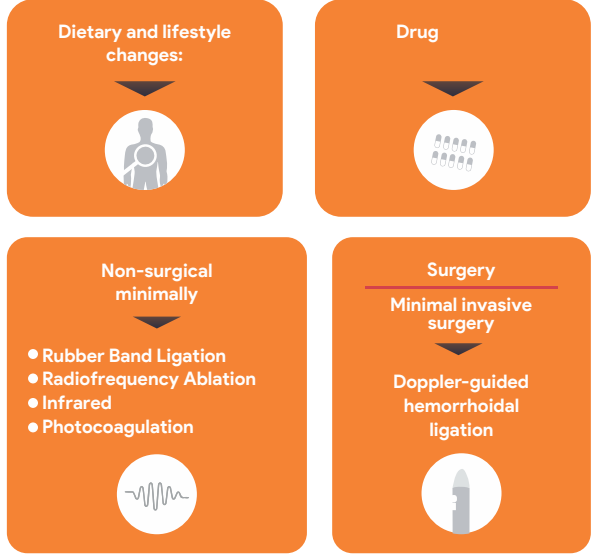 Dietary and lifestyle
changes:
Drug
Non-surgical
minimally
Rubber Band Ligation
Radiofrequency Ablation
Infrared
Photocoagulation
Surgery
Minimal invasive
surgery
Doppler-guided
hemorrhoidal
ligation